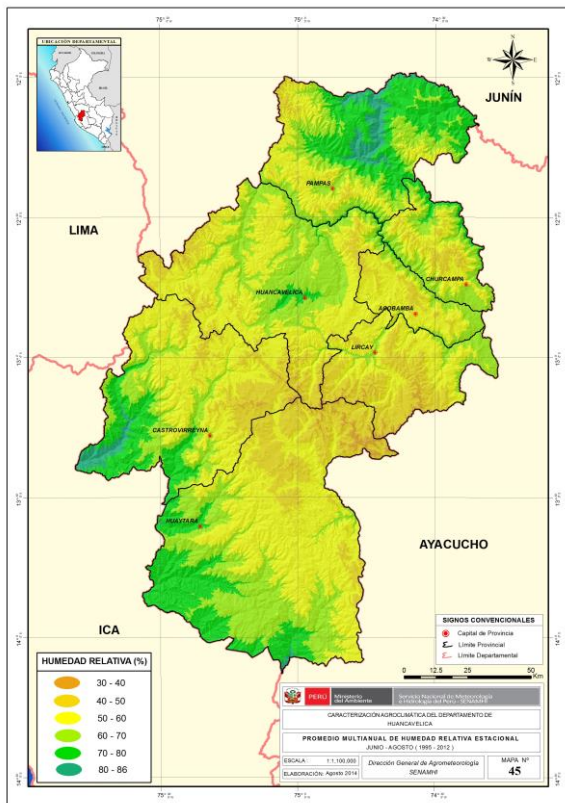 UBICACIÓN DEPARTAMENTAL
JUNÍN
LIMA
PAMPAS
CHURCAMPA
HUANCAVELICA
ACOBAMBA
LIRCAY
CASTROVIRREYNA
HUAYTARA
AYACUCHO
ICA
SIGNOS CONVENCIONALES
Capital de Provincia
Límite Provincial
Límite Departamental
0 12.5 25 50
Km
HUMEDAD RELATIVA (%)
30 - 40
40 - 50
50 - 60
60 - 70
70 - 80
80 - 86
PERÚ Ministerio del Ambiente Servicio Nacional de Meteorología e Hidrología del Perú - SENAMHI
CARACTERIZACIÓN AGROCLIMÁTICA DEL DEPARTAMENTO DE
HUANCAVELICA
PROMEDIO MULTIANUAL DE HUMEDAD RELATIVA ESTACIONAL
JUNIO - AGOSTO ( 1995 - 2012 )
ESCALA: 1:1,100,000
ELABORACIÓN: Agosto 2014
Dirección General de Agrometeorología
SENAMHI
MAPA Nº
45